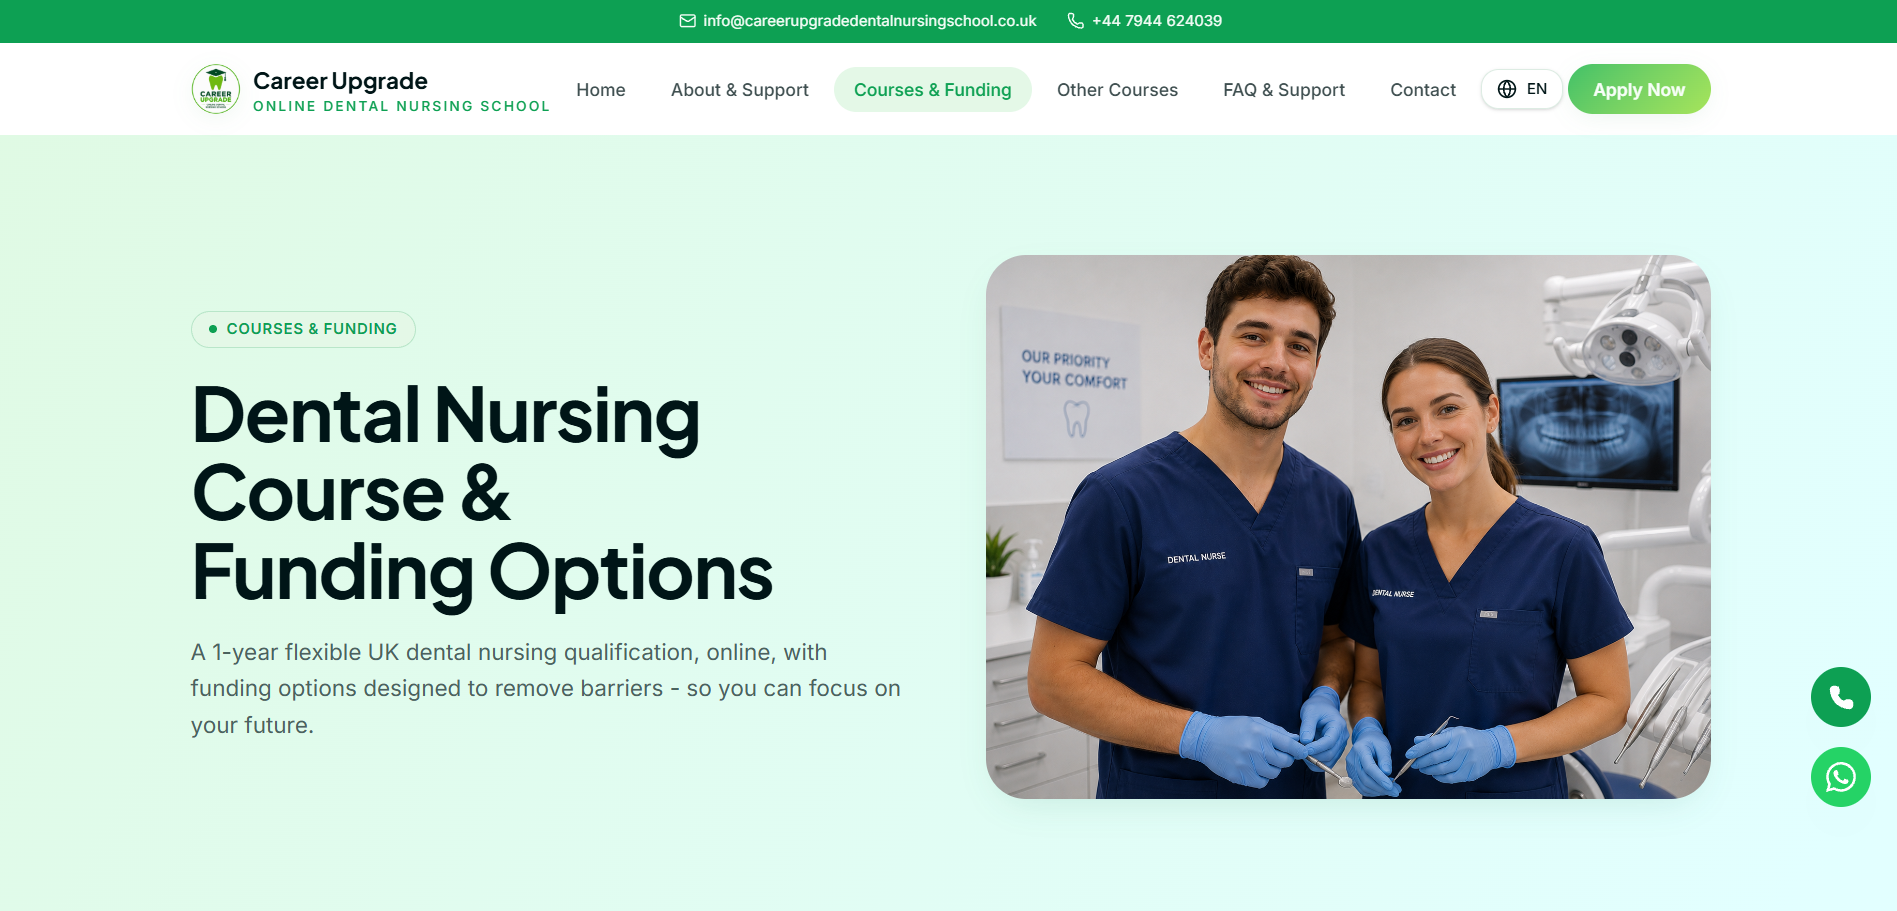 info@careerupgradedentalnursingschool.co.uk
+44 7944 624039
CAREER
UPGRADE
Career Upgrade
ONLINE DENTAL NURSING SCHOOL
Home
About & Support
Courses & Funding
Other Courses
FAQ & Support
Contact
EN
Apply Now
COURSES & FUNDING
Dental Nursing
Course &
Funding Options
A 1-year flexible UK dental nursing qualification, online, with
funding options designed to remove barriers - so you can focus on
your future.
OUR PRIORITY
YOUR COMFORT
DENTAL NURSE
DENTAL NURSE